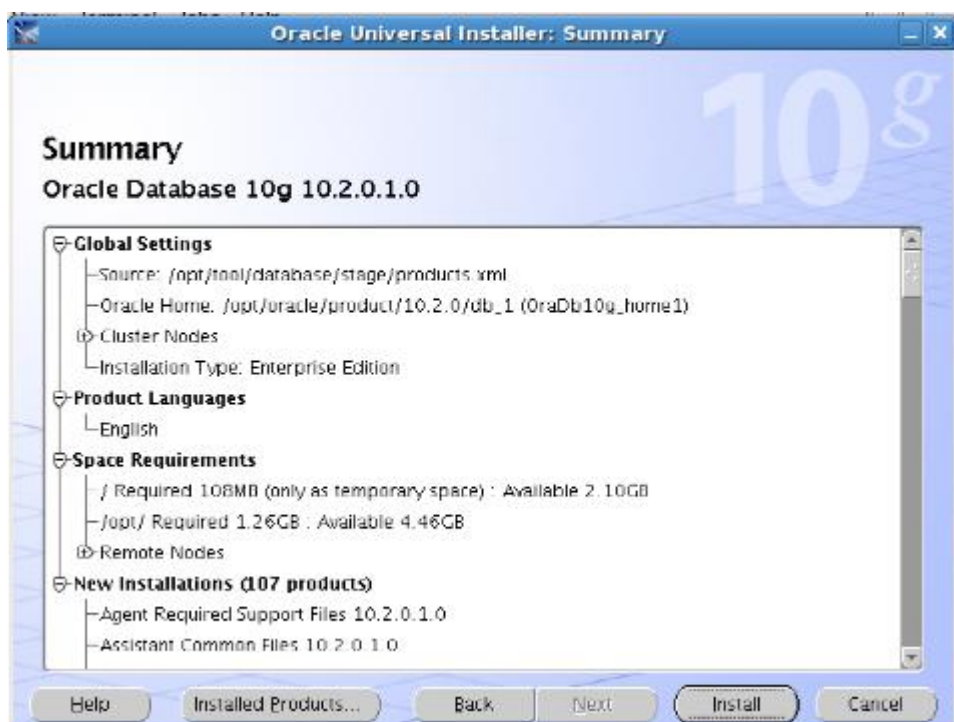 Oracle Universal Installer: Summary
10g
Summary
Oracle Database 10g 10.2.0.1.0
Global Settings
Source: /opt/tool/database/stage/products.xml
Oracle Home: /opt/oracle/product/10.2.0/db_1 (OraDb10g_home1)
Cluster Nodes
Installation Type: Enterprise Edition
Product Languages
English
Space Requirements
/ Required 108MB (only as temporary space) : Available 2.10GB
/opt/ Required 1.26GB : Available 4.46GB
Remote Nodes
New Installations (107 products)
Agent Required Support Files 10.2.0.1.0
Assistant Common Files 10.2.0.1.0
Help Installed Products... Back Next Install Cancel